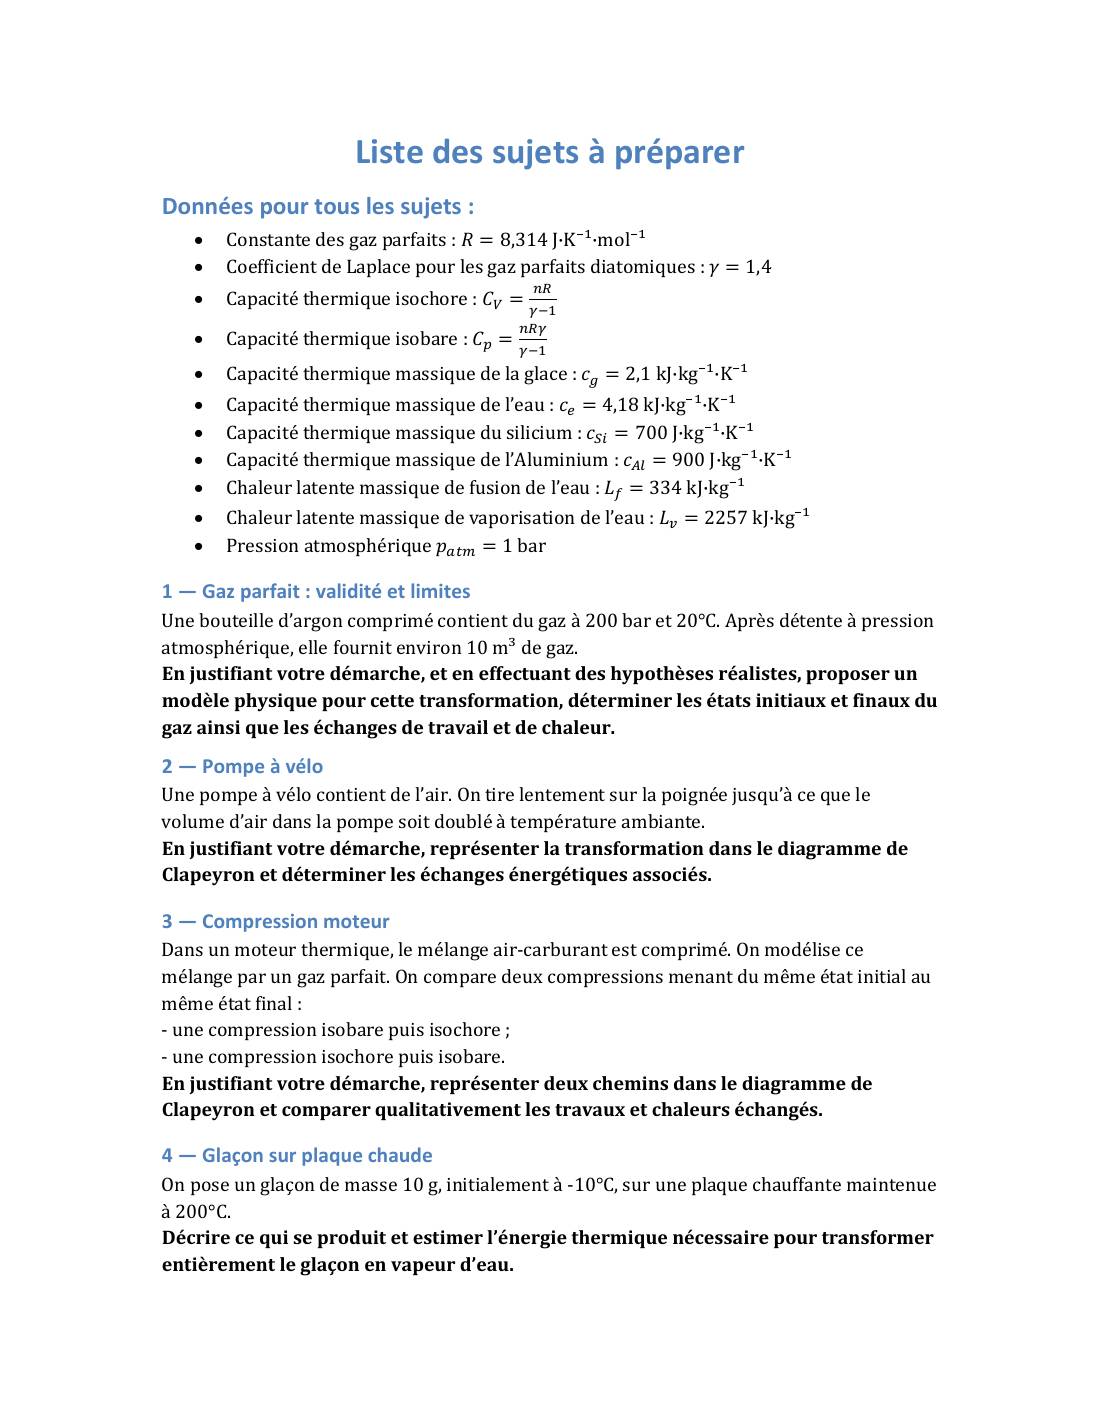 Liste des sujets à préparer
Données pour tous les sujets :
• Constante des gaz parfaits : R = 8,314 J·K⁻¹·mol⁻¹
• Coefficient de Laplace pour les gaz parfaits diatomiques : γ = 1,4
• Capacité thermique isochore : C_V = nR/(γ−1)
• Capacité thermique isobare : C_p = nRγ/(γ−1)
• Capacité thermique massique de la glace : c_g = 2,1 kJ·kg⁻¹·K⁻¹
• Capacité thermique massique de l’eau : c_e = 4,18 kJ·kg⁻¹·K⁻¹
• Capacité thermique massique du silicium : c_Si = 700 J·kg⁻¹·K⁻¹
• Capacité thermique massique de l’Aluminium : c_Al = 900 J·kg⁻¹·K⁻¹
• Chaleur latente massique de fusion de l’eau : L_f = 334 kJ·kg⁻¹
• Chaleur latente massique de vaporisation de l’eau : L_v = 2257 kJ·kg⁻¹
• Pression atmosphérique p_atm = 1 bar
1 — Gaz parfait : validité et limites
Une bouteille d’argon comprimé contient du gaz à 200 bar et 20°C. Après détente à pression
atmosphérique, elle fournit environ 10 m³ de gaz.
En justifiant votre démarche, et en effectuant des hypothèses réalistes, proposer un
modèle physique pour cette transformation, déterminer les états initiaux et finaux du
gaz ainsi que les échanges de travail et de chaleur.
2 — Pompe à vélo
Une pompe à vélo contient de l’air. On tire lentement sur la poignée jusqu’à ce que le
volume d’air dans la pompe soit doublé à température ambiante.
En justifiant votre démarche, représenter la transformation dans le diagramme de
Clapeyron et déterminer les échanges énergétiques associés.
3 — Compression moteur
Dans un moteur thermique, le mélange air-carburant est comprimé. On modélise ce
mélange par un gaz parfait. On compare deux compressions menant du même état initial au
même état final :
- une compression isobare puis isochore ;
- une compression isochore puis isobare.
En justifiant votre démarche, représenter deux chemins dans le diagramme de
Clapeyron et comparer qualitativement les travaux et chaleurs échangés.
4 — Glaçon sur plaque chaude
On pose un glaçon de masse 10 g, initialement à -10°C, sur une plaque chauffante maintenue
à 200°C.
Décrire ce qui se produit et estimer l’énergie thermique nécessaire pour transformer
entièrement le glaçon en vapeur d’eau.